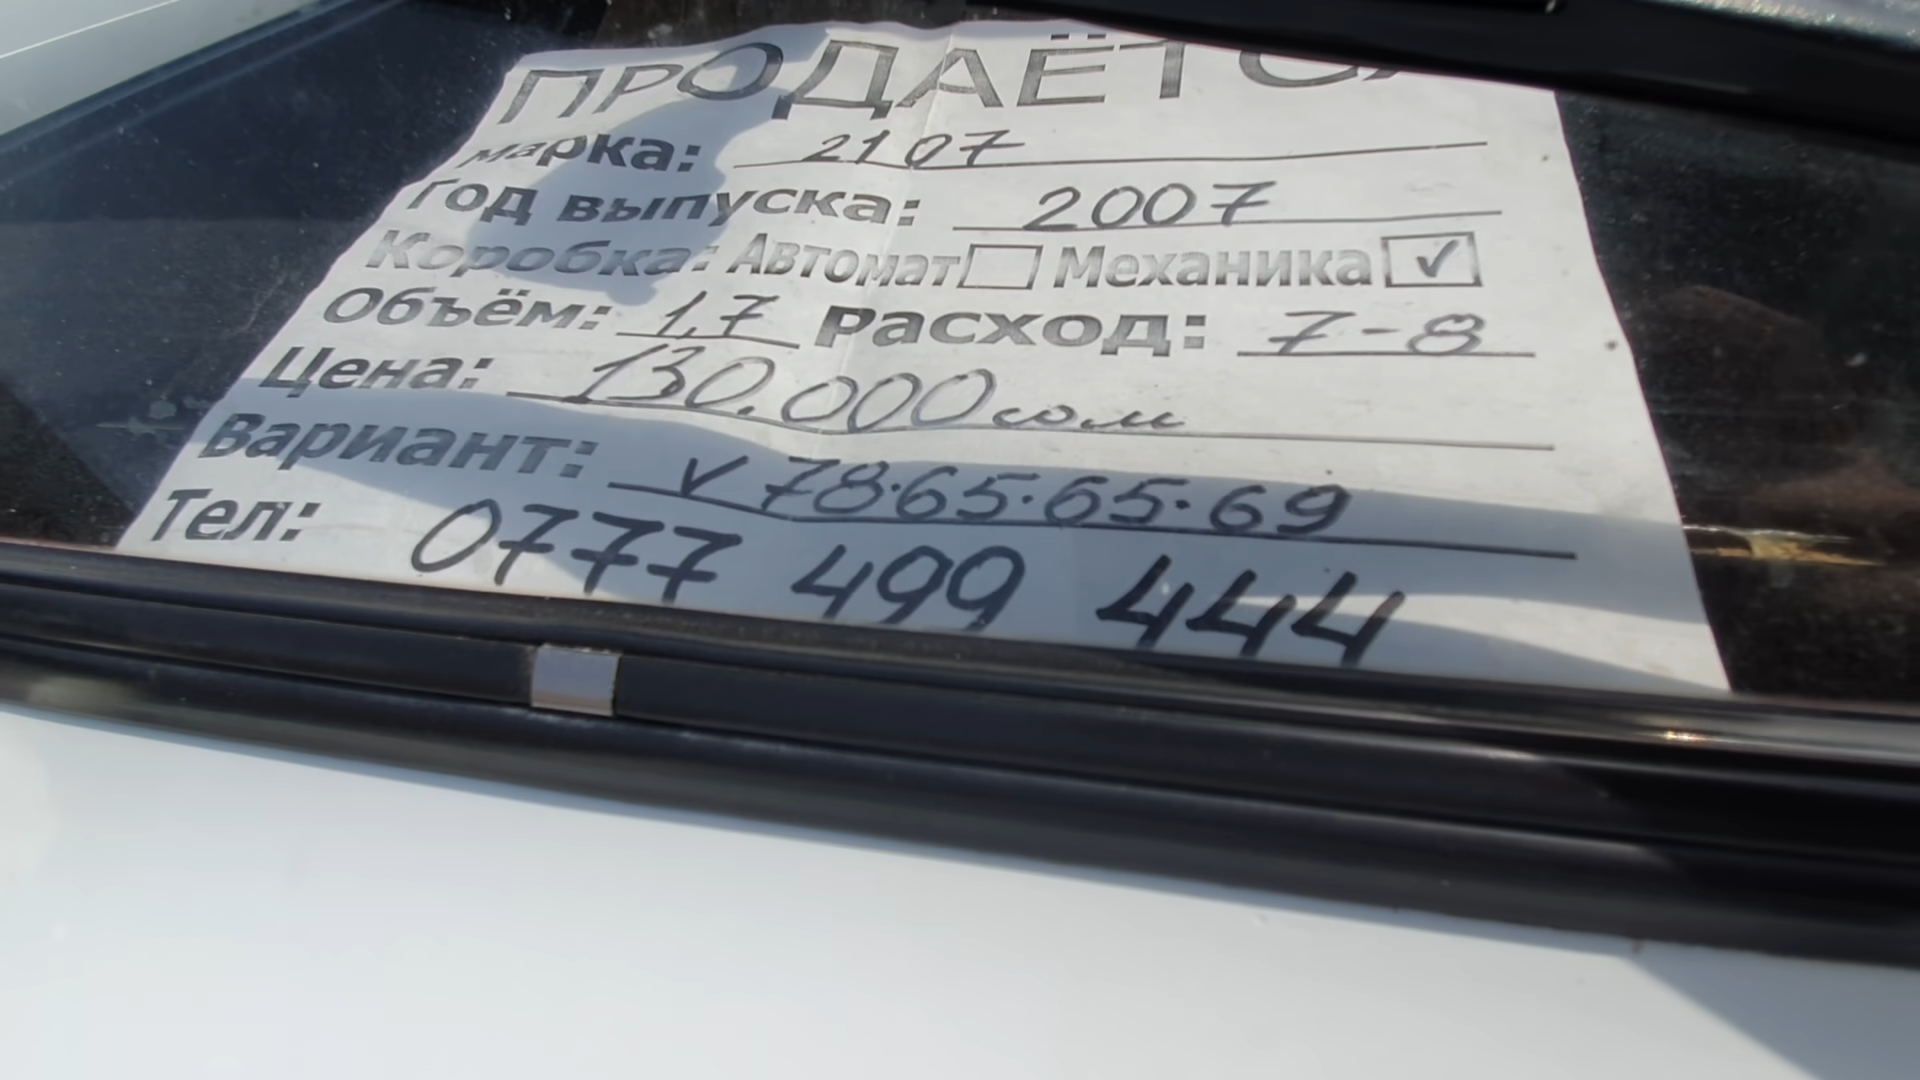 ПРОДАЁТСЯ
Марка: 2107
Год выпуска: 2007
Коробка: Автомат Механика ✓
Объём: 1,7 Расход: 7-8
Цена: 130.000 сом
Вариант: ✓ 78.65.65.69
Тел: 0777 499 444